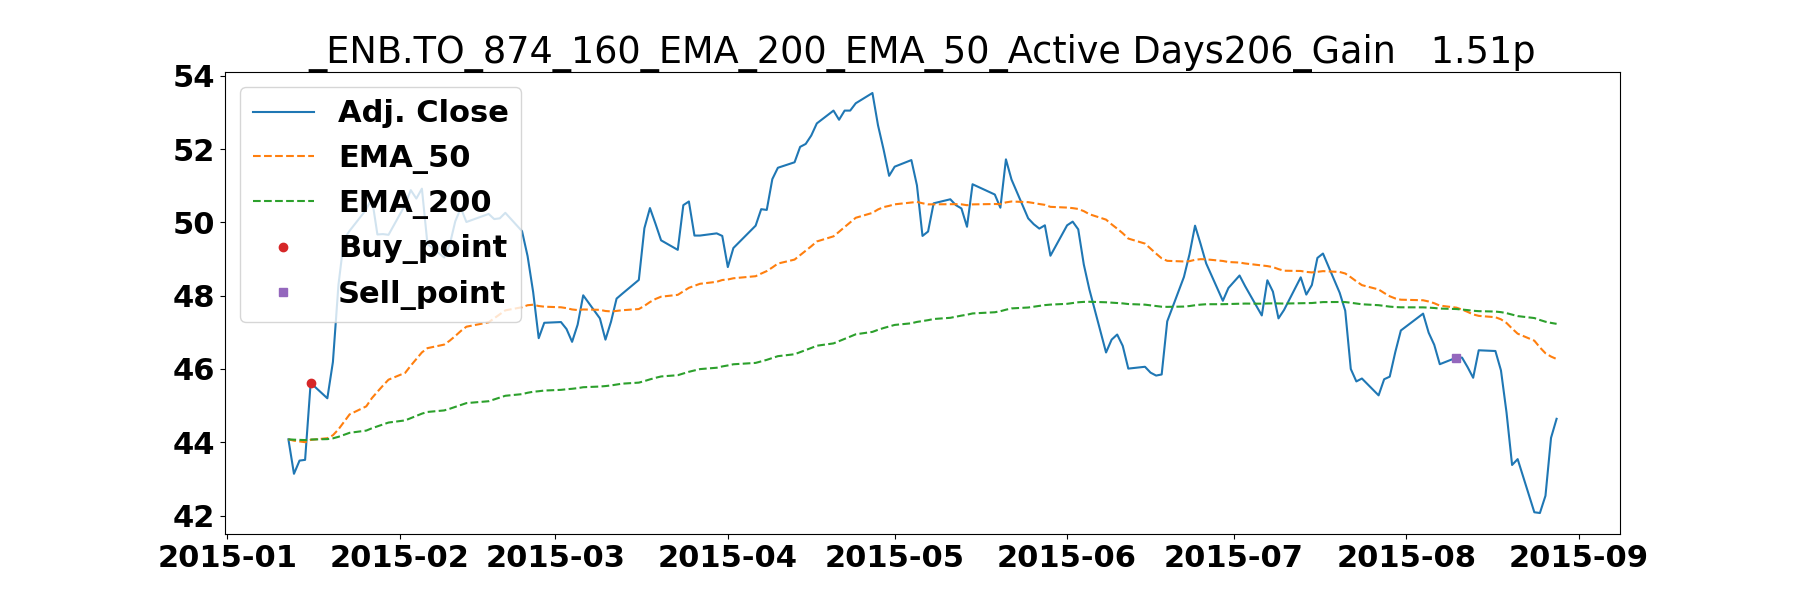 _ENB.TO_874_160_EMA_200_EMA_50_Active Days206_Gain   1.51p
54
52
50
48
46
44
42
Adj. Close
EMA_50
EMA_200
Buy_point
Sell_point
2015-01 2015-02 2015-03 2015-04 2015-05 2015-06 2015-07 2015-08 2015-09